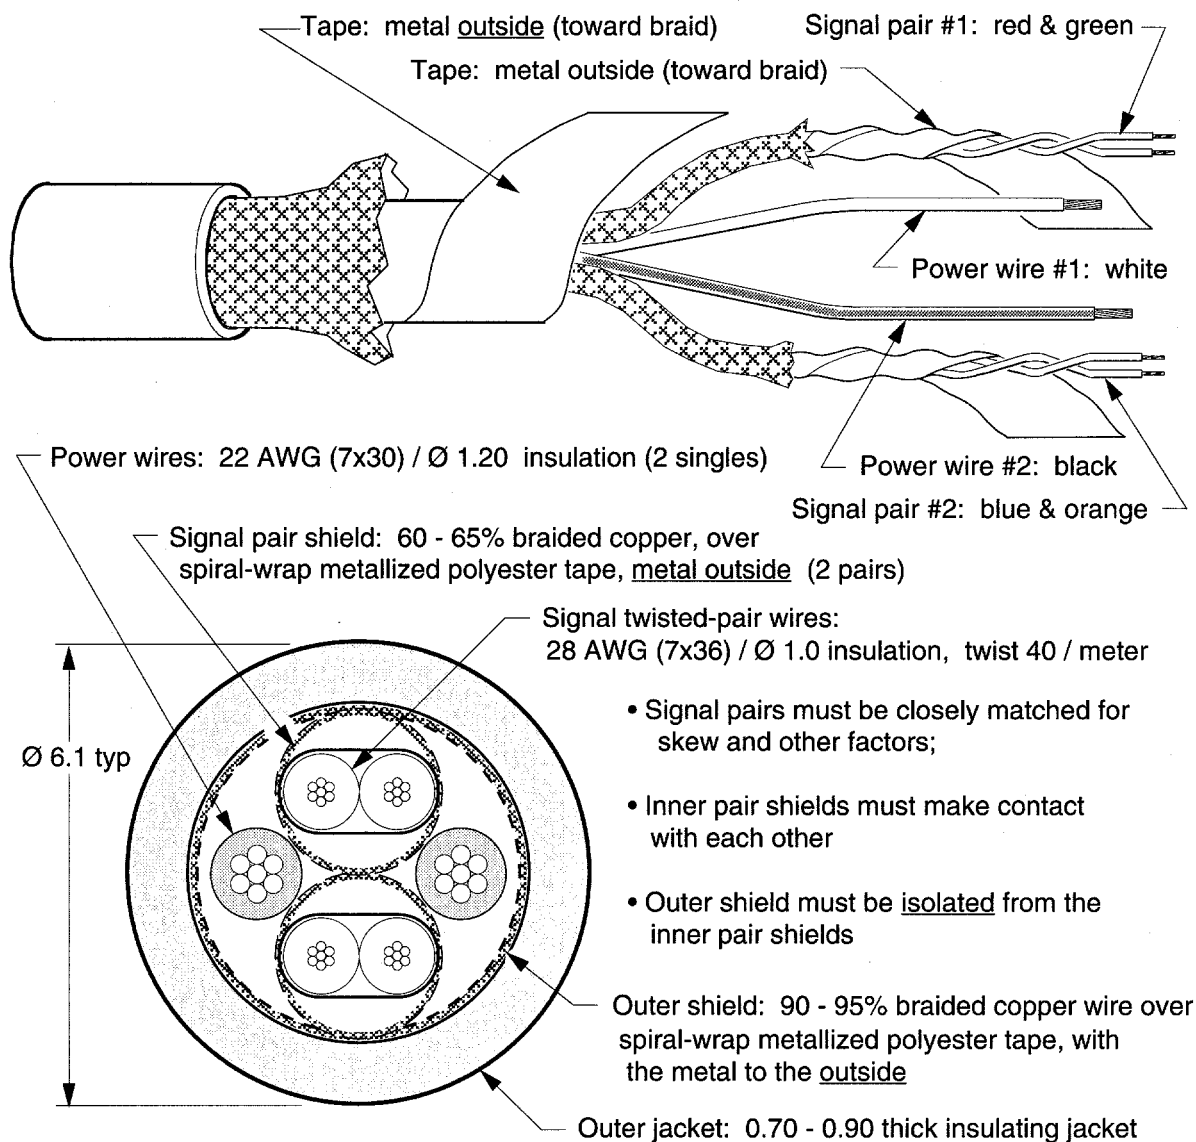 Tape: metal outside (toward braid)
Signal pair #1: red & green
Tape: metal outside (toward braid)
Power wire #1: white
Power wires: 22 AWG (7x30) / Ø 1.20 insulation (2 singles)
Power wire #2: black
Signal pair #2: blue & orange
Signal pair shield: 60 - 65% braided copper, over
spiral-wrap metallized polyester tape, metal outside (2 pairs)
Signal twisted-pair wires:
28 AWG (7x36) / Ø 1.0 insulation, twist 40 / meter
• Signal pairs must be closely matched for
skew and other factors;
Ø 6.1 typ
• Inner pair shields must make contact
with each other
• Outer shield must be isolated from the
inner pair shields
Outer shield: 90 - 95% braided copper wire over
spiral-wrap metallized polyester tape, with
the metal to the outside
Outer jacket: 0.70 - 0.90 thick insulating jacket